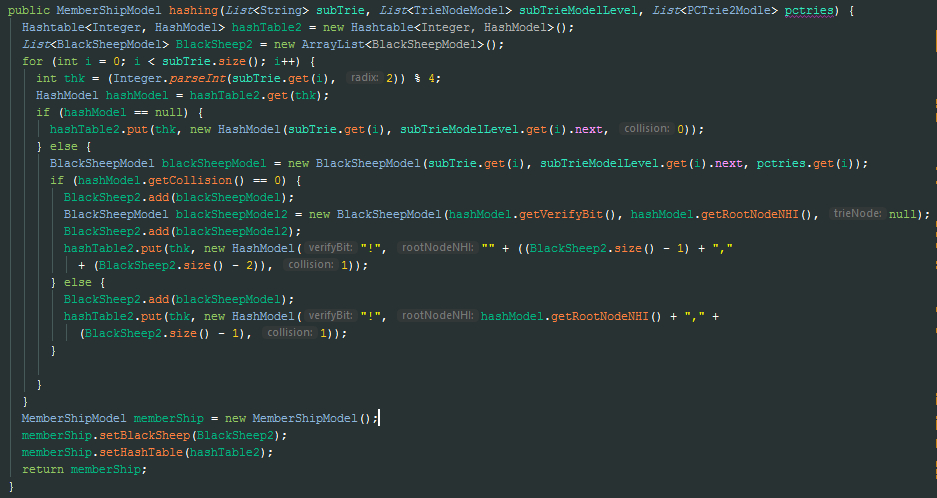 public MemberShipModel hashing(List<String> subTrie, List<TrieNodeModel> subTrieModelLevel, List<PCTrie2Modle> pctries) {
Hashtable<Integer, HashModel> hashTable2 = new Hashtable<Integer, HashModel>();
List<BlackSheepModel> BlackSheep2 = new ArrayList<BlackSheepModel>();
for (int i = 0; i < subTrie.size(); i++) {
int thk = (Integer.parseInt(subTrie.get(i), radix: 2)) % 4;
HashModel hashModel = hashTable2.get(thk);
if (hashModel == null) {
hashTable2.put(thk, new HashModel(subTrie.get(i), subTrieModelLevel.get(i).next, collision: 0));
} else {
BlackSheepModel blackSheepModel = new BlackSheepModel(subTrie.get(i), subTrieModelLevel.get(i).next, pctries.get(i));
if (hashModel.getCollision() == 0) {
BlackSheep2.add(blackSheepModel);
BlackSheepModel blackSheepModel2 = new BlackSheepModel(hashModel.getVerifyBit(), hashModel.getRootNodeNHI(), trieNode: null);
BlackSheep2.add(blackSheepModel2);
hashTable2.put(thk, new HashModel( verifyBit: "!", rootNodeNHI: "" + ((BlackSheep2.size() - 1) + ","
+ (BlackSheep2.size() - 2)), collision: 1));
} else {
BlackSheep2.add(blackSheepModel);
hashTable2.put(thk, new HashModel( verifyBit: "!", rootNodeNHI: hashModel.getRootNodeNHI() + "," +
(BlackSheep2.size() - 1), collision: 1));
}
}
}
MemberShipModel memberShip = new MemberShipModel();
memberShip.setBlackSheep(BlackSheep2);
memberShip.setHashTable(hashTable2);
return memberShip;
}